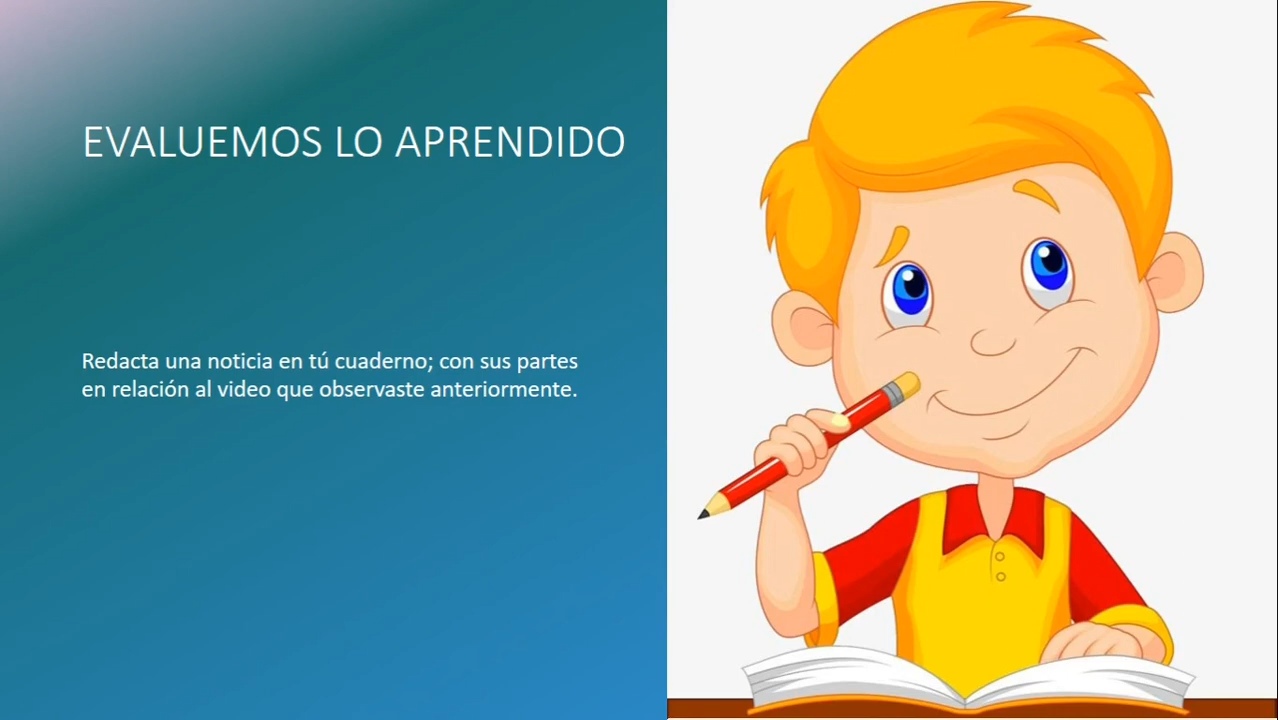 EVALUEMOS LO APRENDIDO
Redacta una noticia en tú cuaderno; con sus partes
en relación al video que observaste anteriormente.